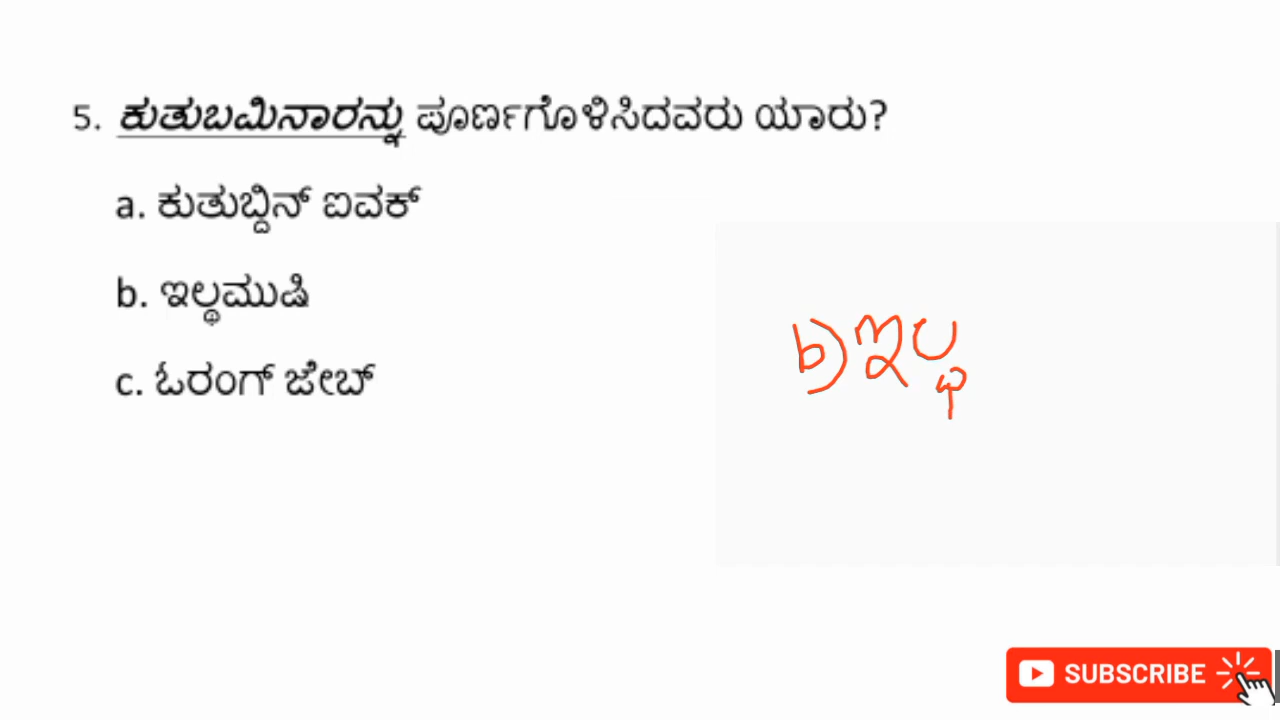 5. ಕುತುಬಮಿನಾರನ್ನು ಪೂರ್ಣಗೊಳಿಸಿದವರು ಯಾರು?
a. ಕುತುಬ್ದಿನ್ ಐವಕ್
b. ಇಲ್ಥಮುಷಿ
c. ಓರಂಗ್ ಜೇಬ್
b) ಇಲ್ಥ
SUBSCRIBE